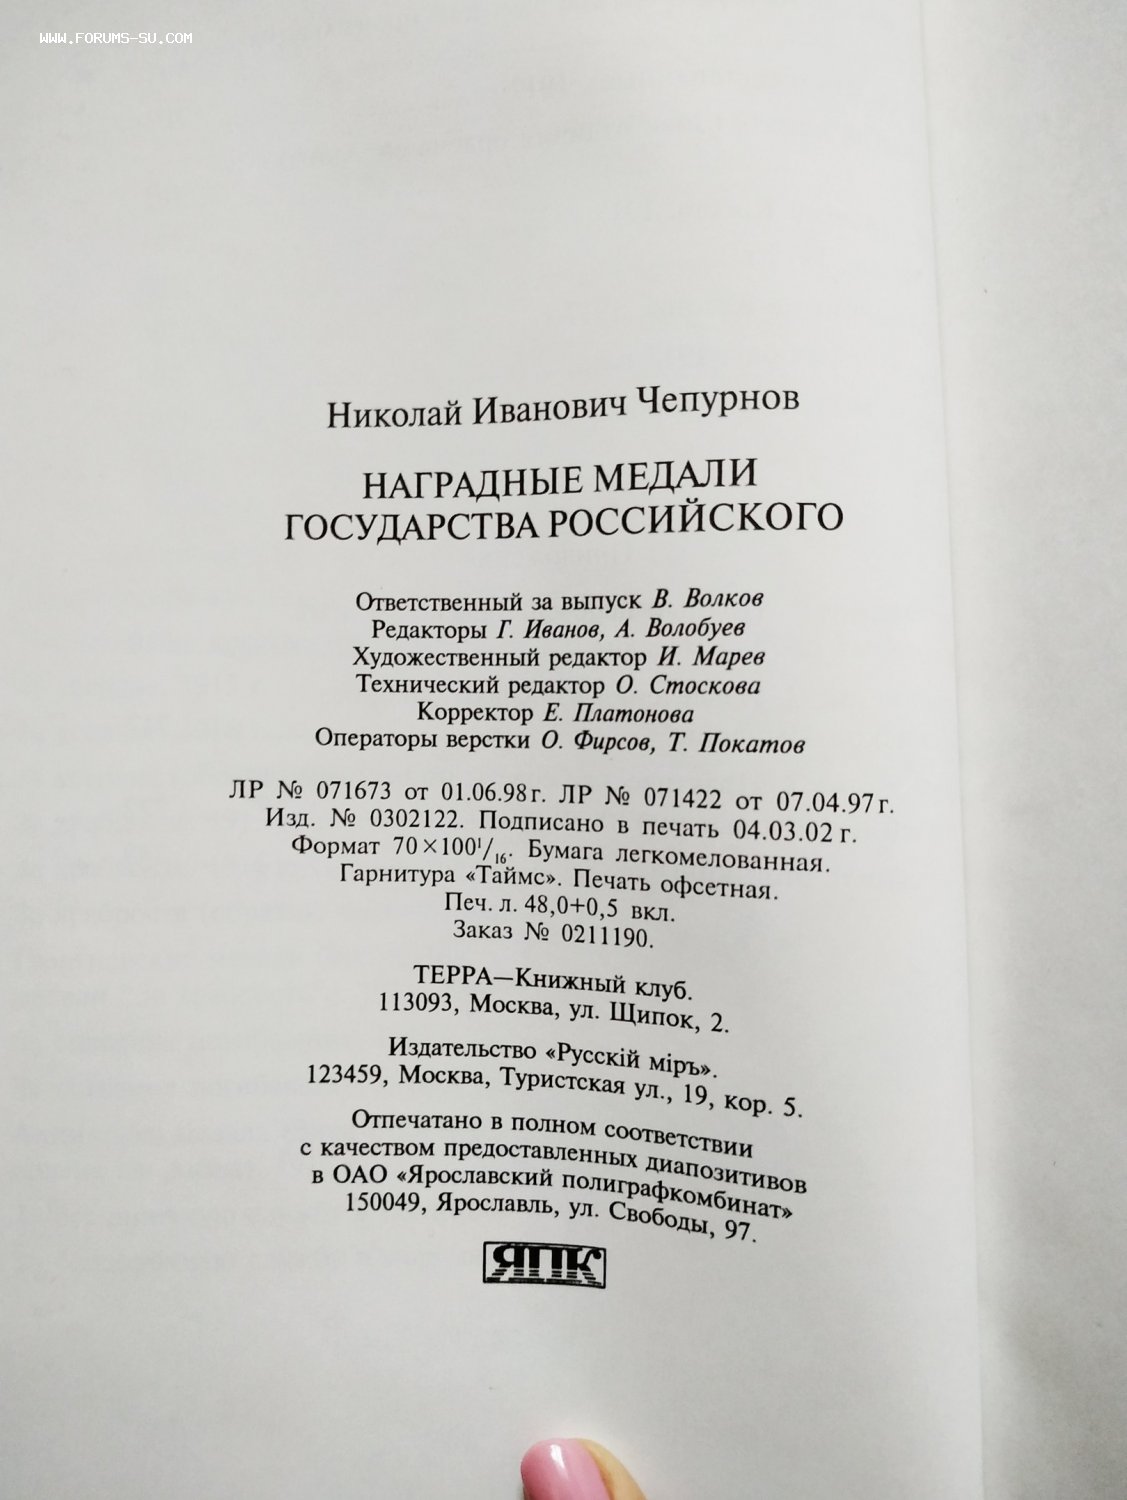 WWW.FORUMS-SU.COM
Николай Иванович Чепурнов
НАГРАДНЫЕ МЕДАЛИ
ГОСУДАРСТВА РОССИЙСКОГО
Ответственный за выпуск В. Волков
Редакторы Г. Иванов, А. Волобуев
Художественный редактор И. Марев
Технический редактор О. Стоскова
Корректор Е. Платонова
Операторы верстки О. Фирсов, Т. Покатов
ЛР № 071673 от 01.06.98 г. ЛР № 071422 от 07.04.97 г.
Изд. № 0302122. Подписано в печать 04.03.02 г.
Формат 70×100¹/₁₆. Бумага легкомелованная.
Гарнитура «Таймс». Печать офсетная.
Печ. л. 48,0+0,5 вкл.
Заказ № 0211190.
ТЕРРА—Книжный клуб.
113093, Москва, ул. Щипок, 2.
Издательство «Русскiй мiръ».
123459, Москва, Туристская ул., 19, кор. 5.
Отпечатано в полном соответствии
с качеством предоставленных диапозитивов
в ОАО «Ярославский полиграфкомбинат»
150049, Ярославль, ул. Свободы, 97.
ЯПК